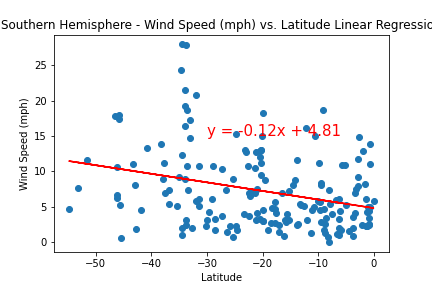 Southern Hemisphere - Wind Speed (mph) vs. Latitude Linear Regressio
25
20
15
10
5
0
Wind Speed (mph)
y = -0.12x + 4.81
−50 −40 −30 −20 −10 0
Latitude